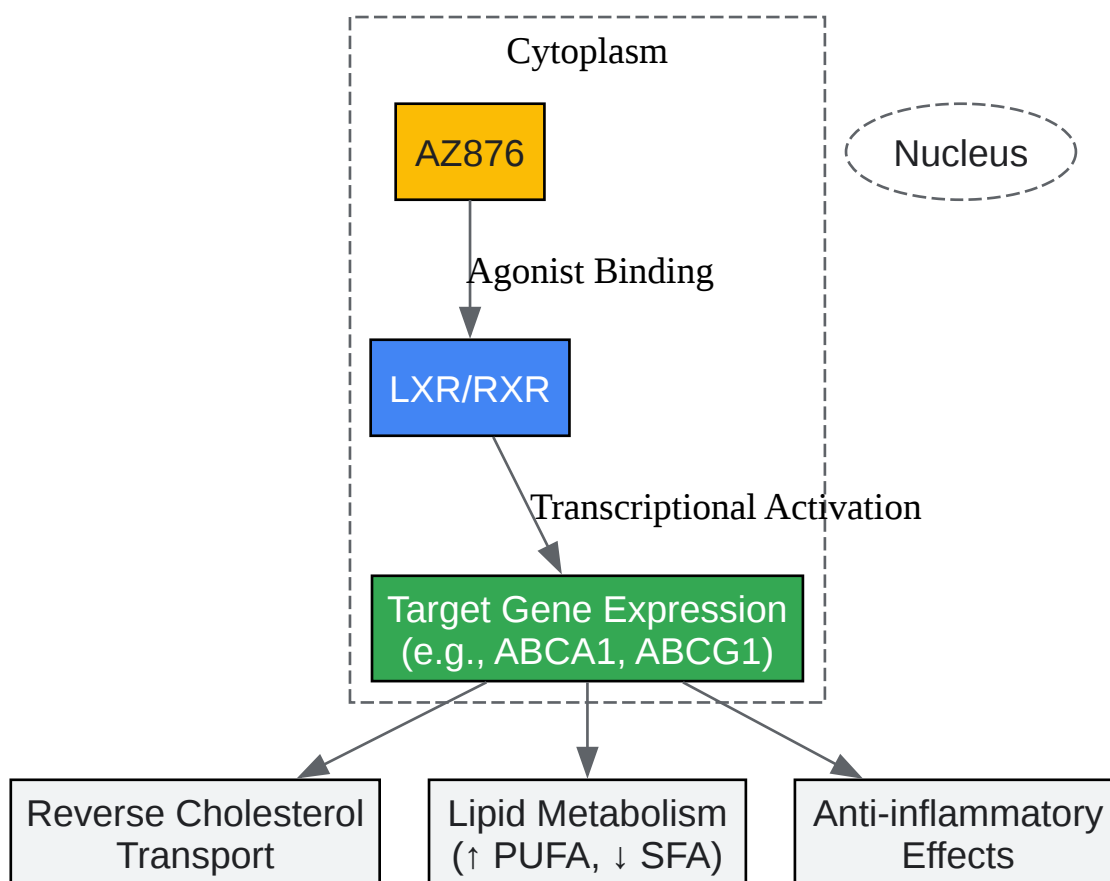 Cytoplasm
AZ876
Nucleus
Agonist Binding
LXR/RXR
Transcriptional Activation
Target Gene Expression
(e.g., ABCA1, ABCG1)
Reverse Cholesterol
Transport
Lipid Metabolism
(↑ PUFA, ↓ SFA)
Anti-inflammatory
Effects